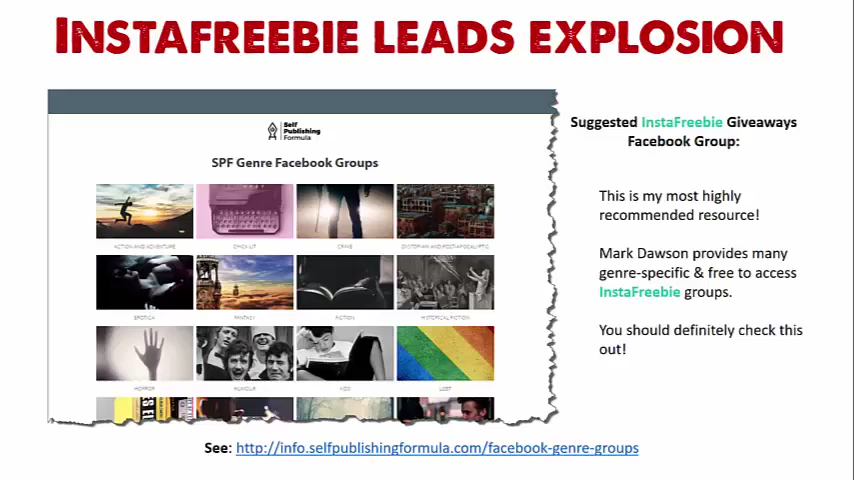 INSTAFREEBIE LEADS EXPLOSION
Self
Publishing
Formula
SPF Genre Facebook Groups
ACTION AND ADVENTURE CHICK LIT CRIME DYSTOPIAN AND POST-APOCALYPTIC
EROTICA FANTASY FICTION HISTORICAL FICTION
HORROR HUMOUR KIDS LGBT
Suggested InstaFreebie Giveaways
Facebook Group:
This is my most highly
recommended resource!
Mark Dawson provides many
genre-specific & free to access
InstaFreebie groups.
You should definitely check this
out!
See: http://info.selfpublishingformula.com/facebook-genre-groups